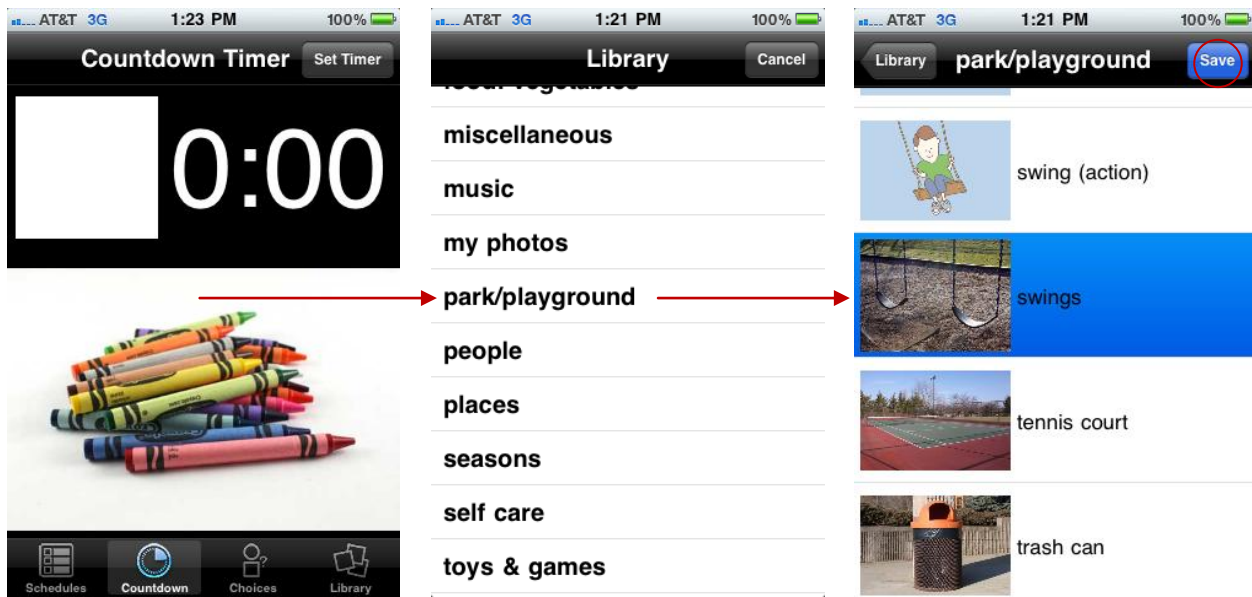 AT&T 3G 1:23 PM 100%
Countdown Timer Set Timer
0:00
Schedules Countdown Choices Library
AT&T 3G 1:21 PM 100%
Library Cancel
food: vegetables
miscellaneous
music
my photos
park/playground
people
places
seasons
self care
toys & games
AT&T 3G 1:21 PM 100%
Library park/playground Save
swing (action)
swings
tennis court
trash can